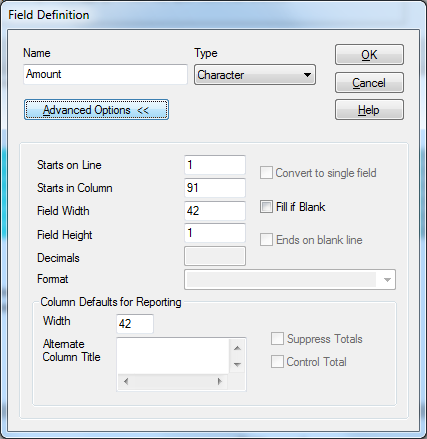 Field Definition
Name
Type
OK
Amount
Character
Cancel
Advanced Options <<
Help
Starts on Line
1
Convert to single field
Starts in Column
91
Field Width
42
Fill if Blank
Field Height
1
Ends on blank line
Decimals
Format
Column Defaults for Reporting
Width
42
Alternate
Column Title
Suppress Totals
Control Total